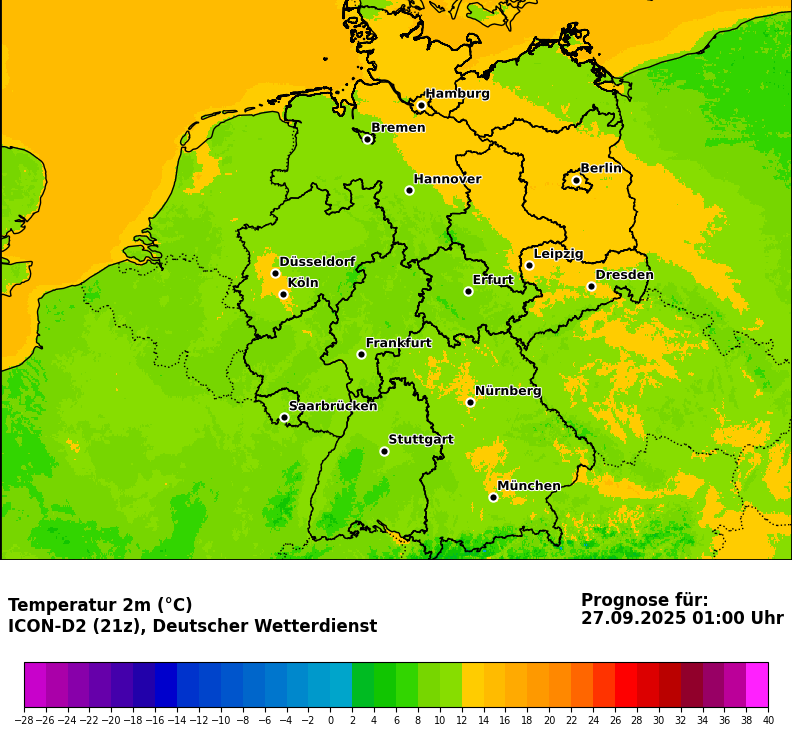 Hamburg
Bremen
Berlin
Hannover
Leipzig
Düsseldorf
Dresden
Köln
Erfurt
Frankfurt
Nürnberg
Saarbrücken
Stuttgart
München
Temperatur 2m (°C)
ICON-D2 (21z), Deutscher Wetterdienst
Prognose für:
27.09.2025 01:00 Uhr
−28 −26 −24 −22 −20 −18 −16 −14 −12 −10 −8 −6 −4 −2 0 2 4 6 8 10 12 14 16 18 20 22 24 26 28 30 32 34 36 38 40